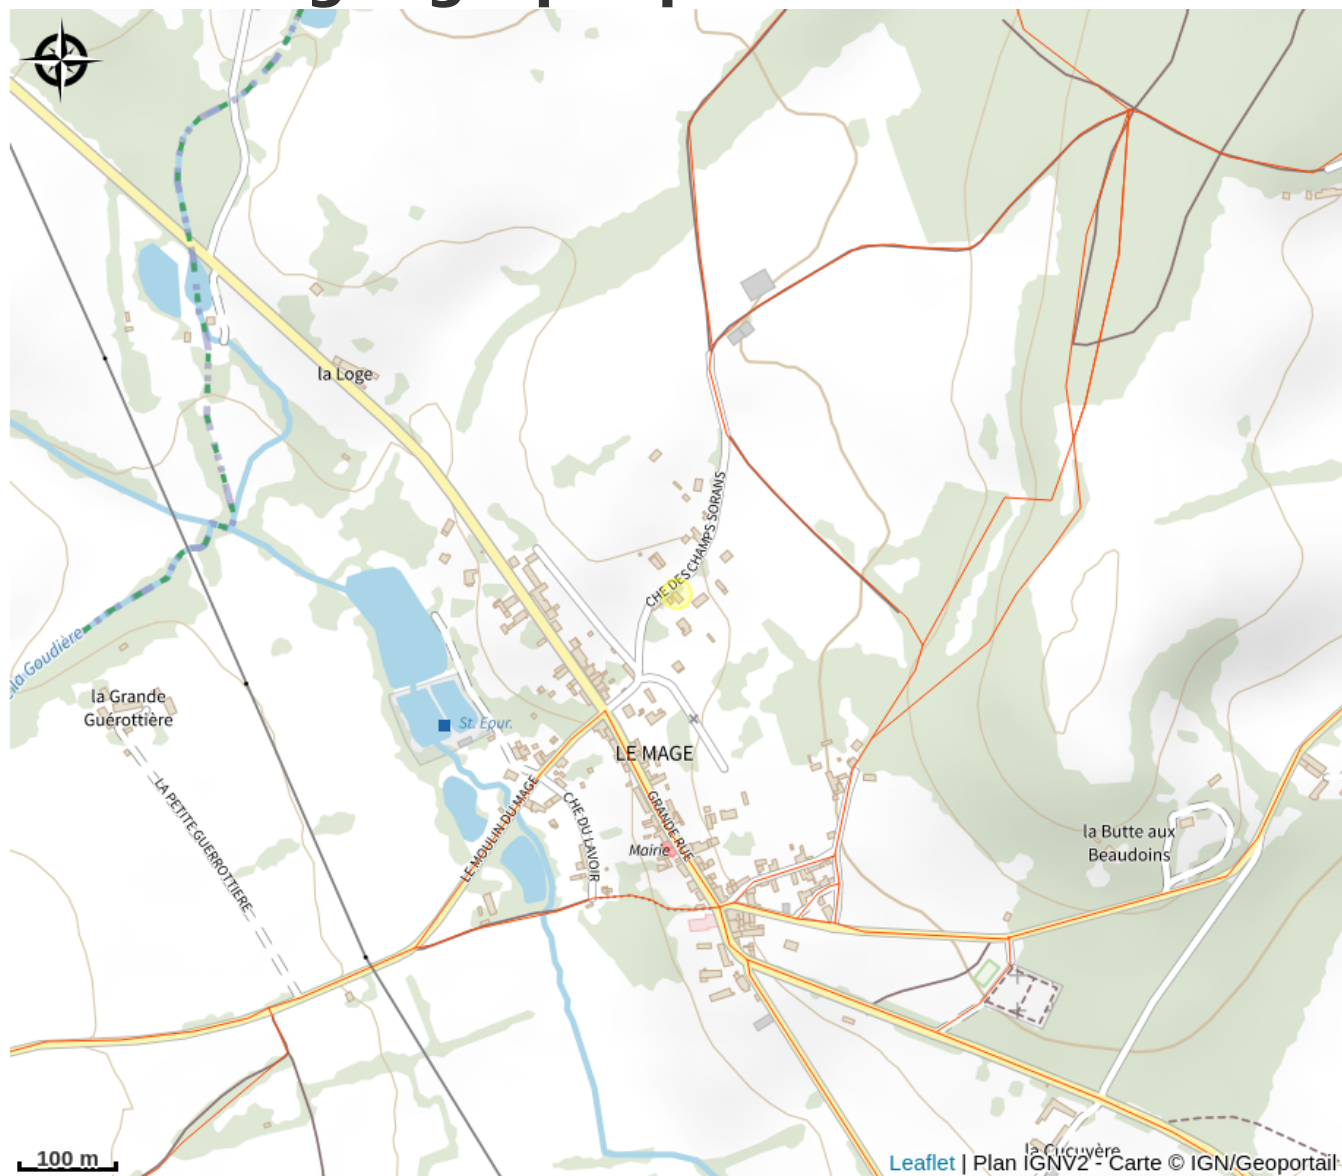 la Loge
CHE DES CHAMPS SORANS
la Goudière
la Grande
Guérottière
St. Epur.
LE MAGE
LA PETITE GUERROTTIERE
LE MOULIN DU MAGE
CHE DU LAVOIR
GRANDE RUE
Mairie
la Butte aux
Beaudoins
la Cucuyère
100 m
Leaflet | Plan IGNV2 - Carte © IGN/Geoportail